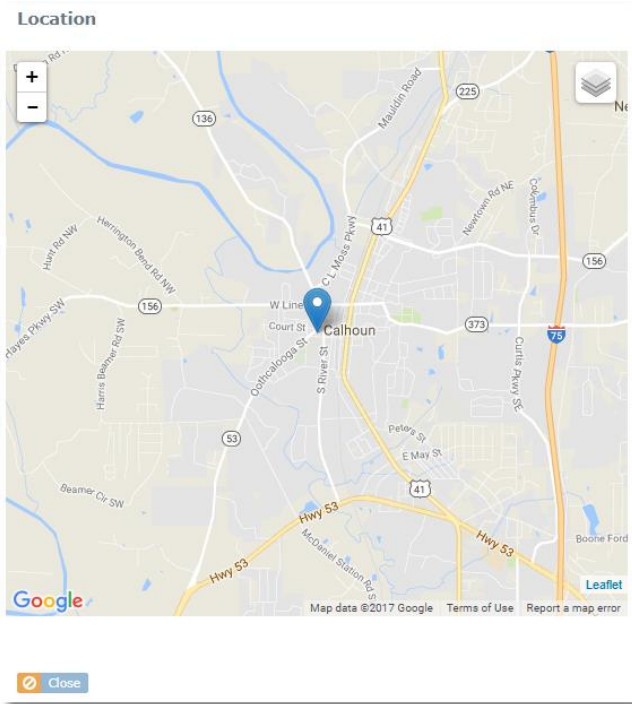 Location
+
−
136
225
Mauldin Road
41
Newtown Rd NE
Columbus Dr
Ne
Herrington Bend Rd NW
Hunt Rd NW
C L Moss Pkwy
156
156
W Line
Court St
Calhoun
373
75
Hayes Pkwy SW
Harris Beamer Rd SW
Oothcalooga St
S River St
Curtis Pkwy SE
53
Peters St
E May St
41
Beamer Cir SW
Hwy 53
Hwy 53
Hwy 53
McDaniel Station Rd S
Boone Ford
Leaflet
Google
Map data ©2017 Google Terms of Use Report a map error
Close